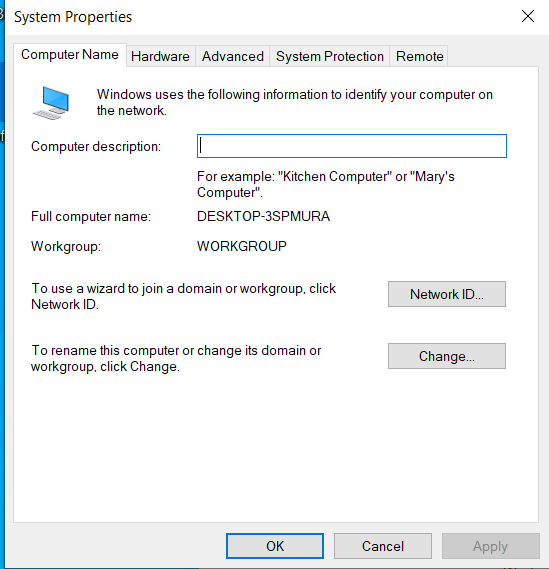 System Properties
Computer Name Hardware Advanced System Protection Remote
Windows uses the following information to identify your computer on
the network.
Computer description:
For example: "Kitchen Computer" or "Mary's
Computer".
Full computer name: DESKTOP-3SPMURA
Workgroup: WORKGROUP
To use a wizard to join a domain or workgroup, click
Network ID.
Network ID...
To rename this computer or change its domain or
workgroup, click Change.
Change...
OK Cancel Apply